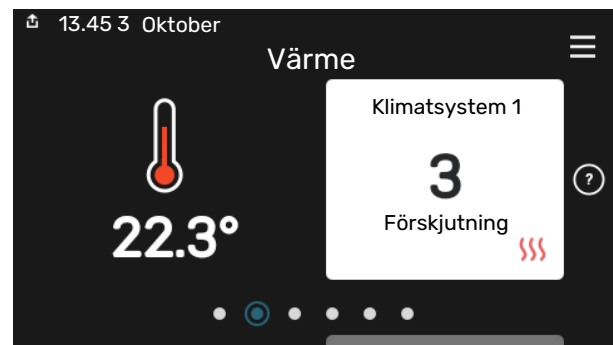 13.45 3 Oktober
Värme
Klimatsystem 1
3
Förskjutning
22.3°
?